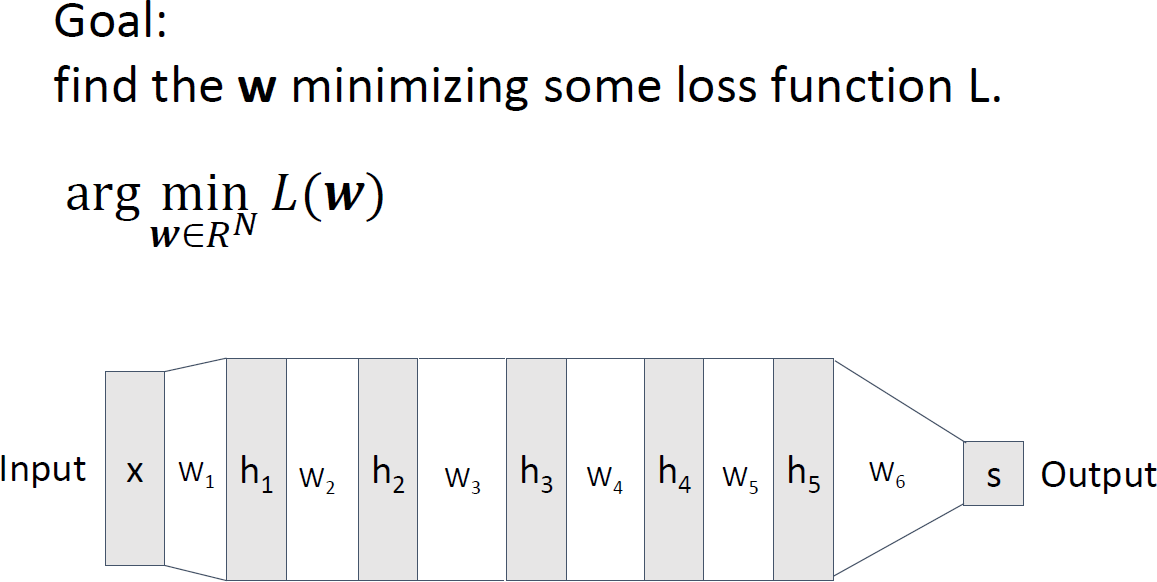 Goal:
find the w minimizing some loss function L.
arg min L(w)
w∈Rᴺ
Input x w₁ h₁ w₂ h₂ w₃ h₃ w₄ h₄ w₅ h₅ w₆ s Output